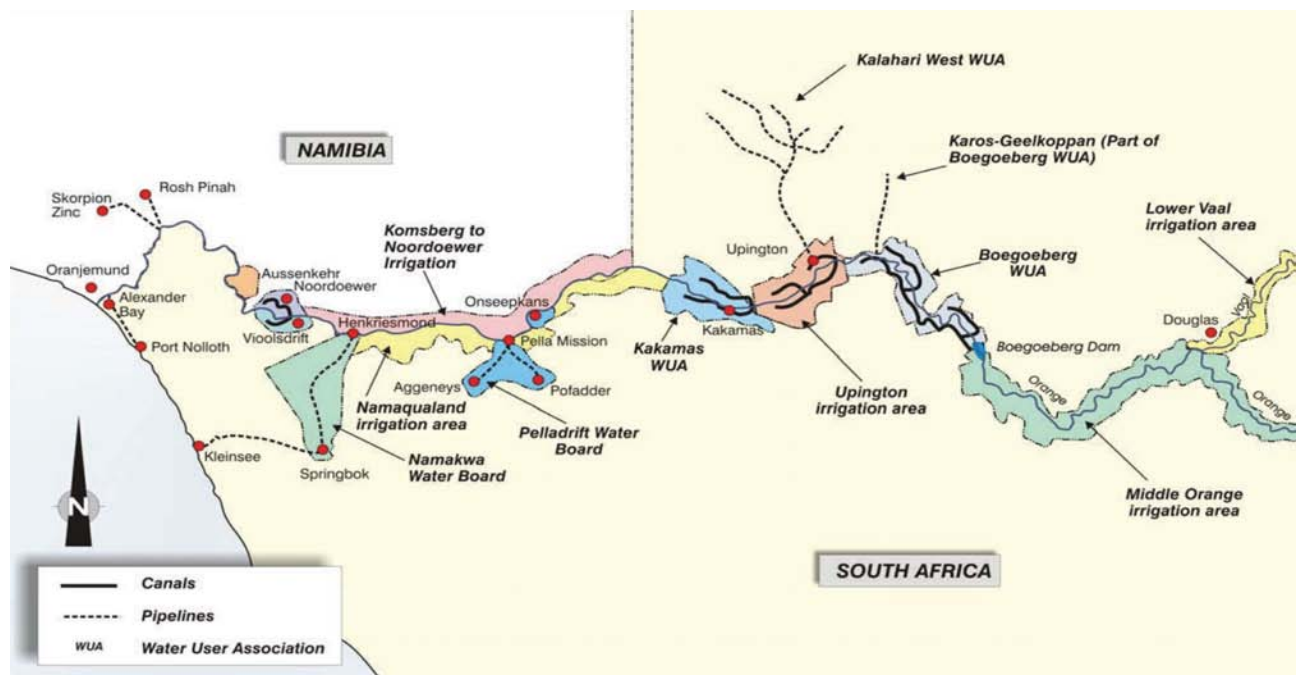 Kalahari West WUA
NAMIBIA
Karos-Geelkoppan (Part of
Boegoeberg WUA)
Rosh Pinah
Skorpion
Zinc
Lower Vaal
irrigation area
Komsberg to
Noordoewer
Irrigation
Upington
Oranjemund
Aussenkehr
Noordoewer
Boegoeberg
WUA
Alexander
Bay
Onseepkans
Vaal
Douglas
Henkriesmond
Vioolsdrift
Port Nolloth
Pella Mission
Kakamas
Kakamas
WUA
Boegoeberg Dam
Aggeneys
Pofadder
Orange
Orange
Upington
irrigation area
Namaqualand
irrigation area
Pelladrift Water
Board
Kleinsee
Springbok
Namakwa
Water Board
Middle Orange
irrigation area
N
SOUTH AFRICA
Canals
Pipelines
WUA Water User Association